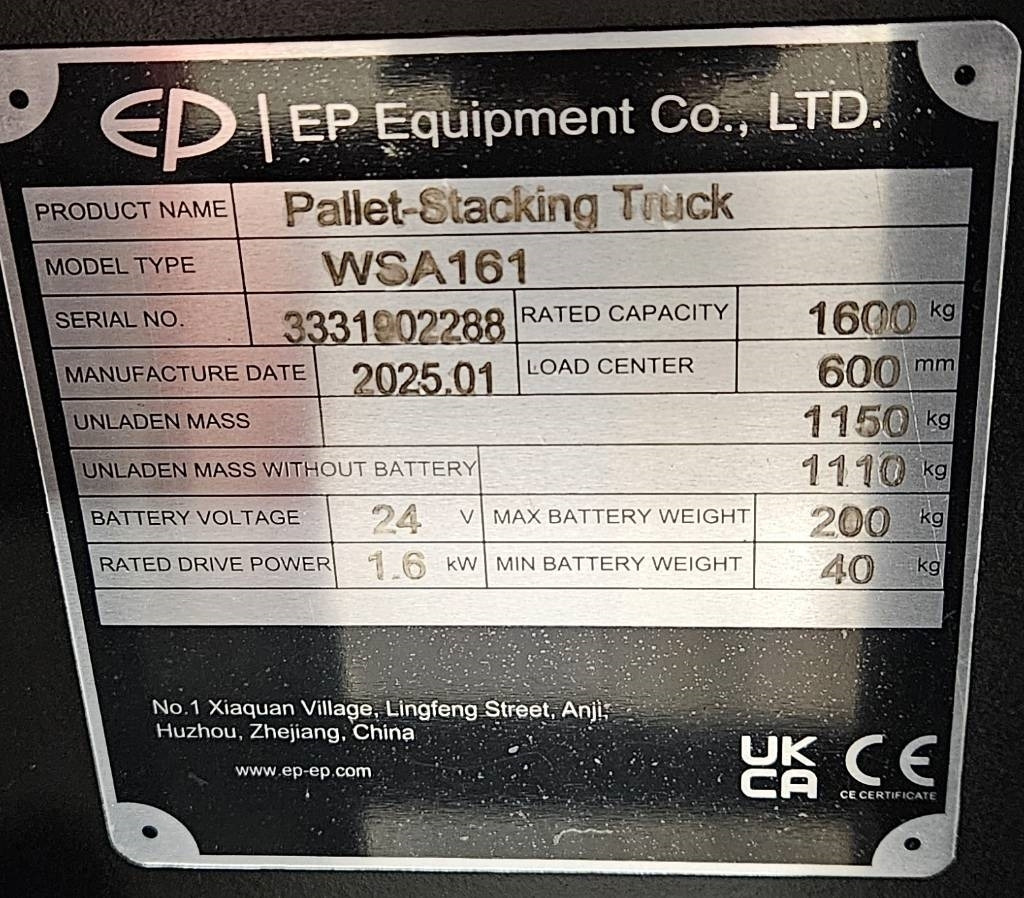 EP | EP Equipment Co., LTD.
PRODUCT NAME Pallet-Stacking Truck
MODEL TYPE WSA161
SERIAL NO. 3331902288 RATED CAPACITY 1600 kg
MANUFACTURE DATE 2025.01 LOAD CENTER 600 mm
UNLADEN MASS 1150 kg
UNLADEN MASS WITHOUT BATTERY 1110 kg
BATTERY VOLTAGE 24 V MAX BATTERY WEIGHT 200 kg
RATED DRIVE POWER 1.6 kW MIN BATTERY WEIGHT 40 kg
No.1 Xiaquan Village, Lingfeng Street, Anji,
Huzhou, Zhejiang, China
www.ep-ep.com
UK
CA
CE
CE CERTIFICATE